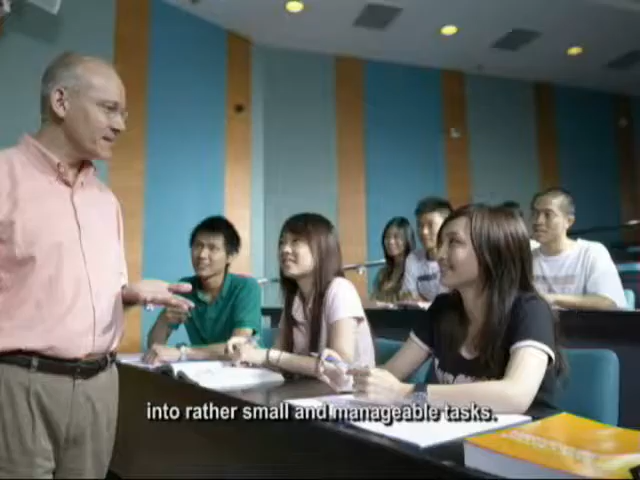 into rather small and manageable tasks.